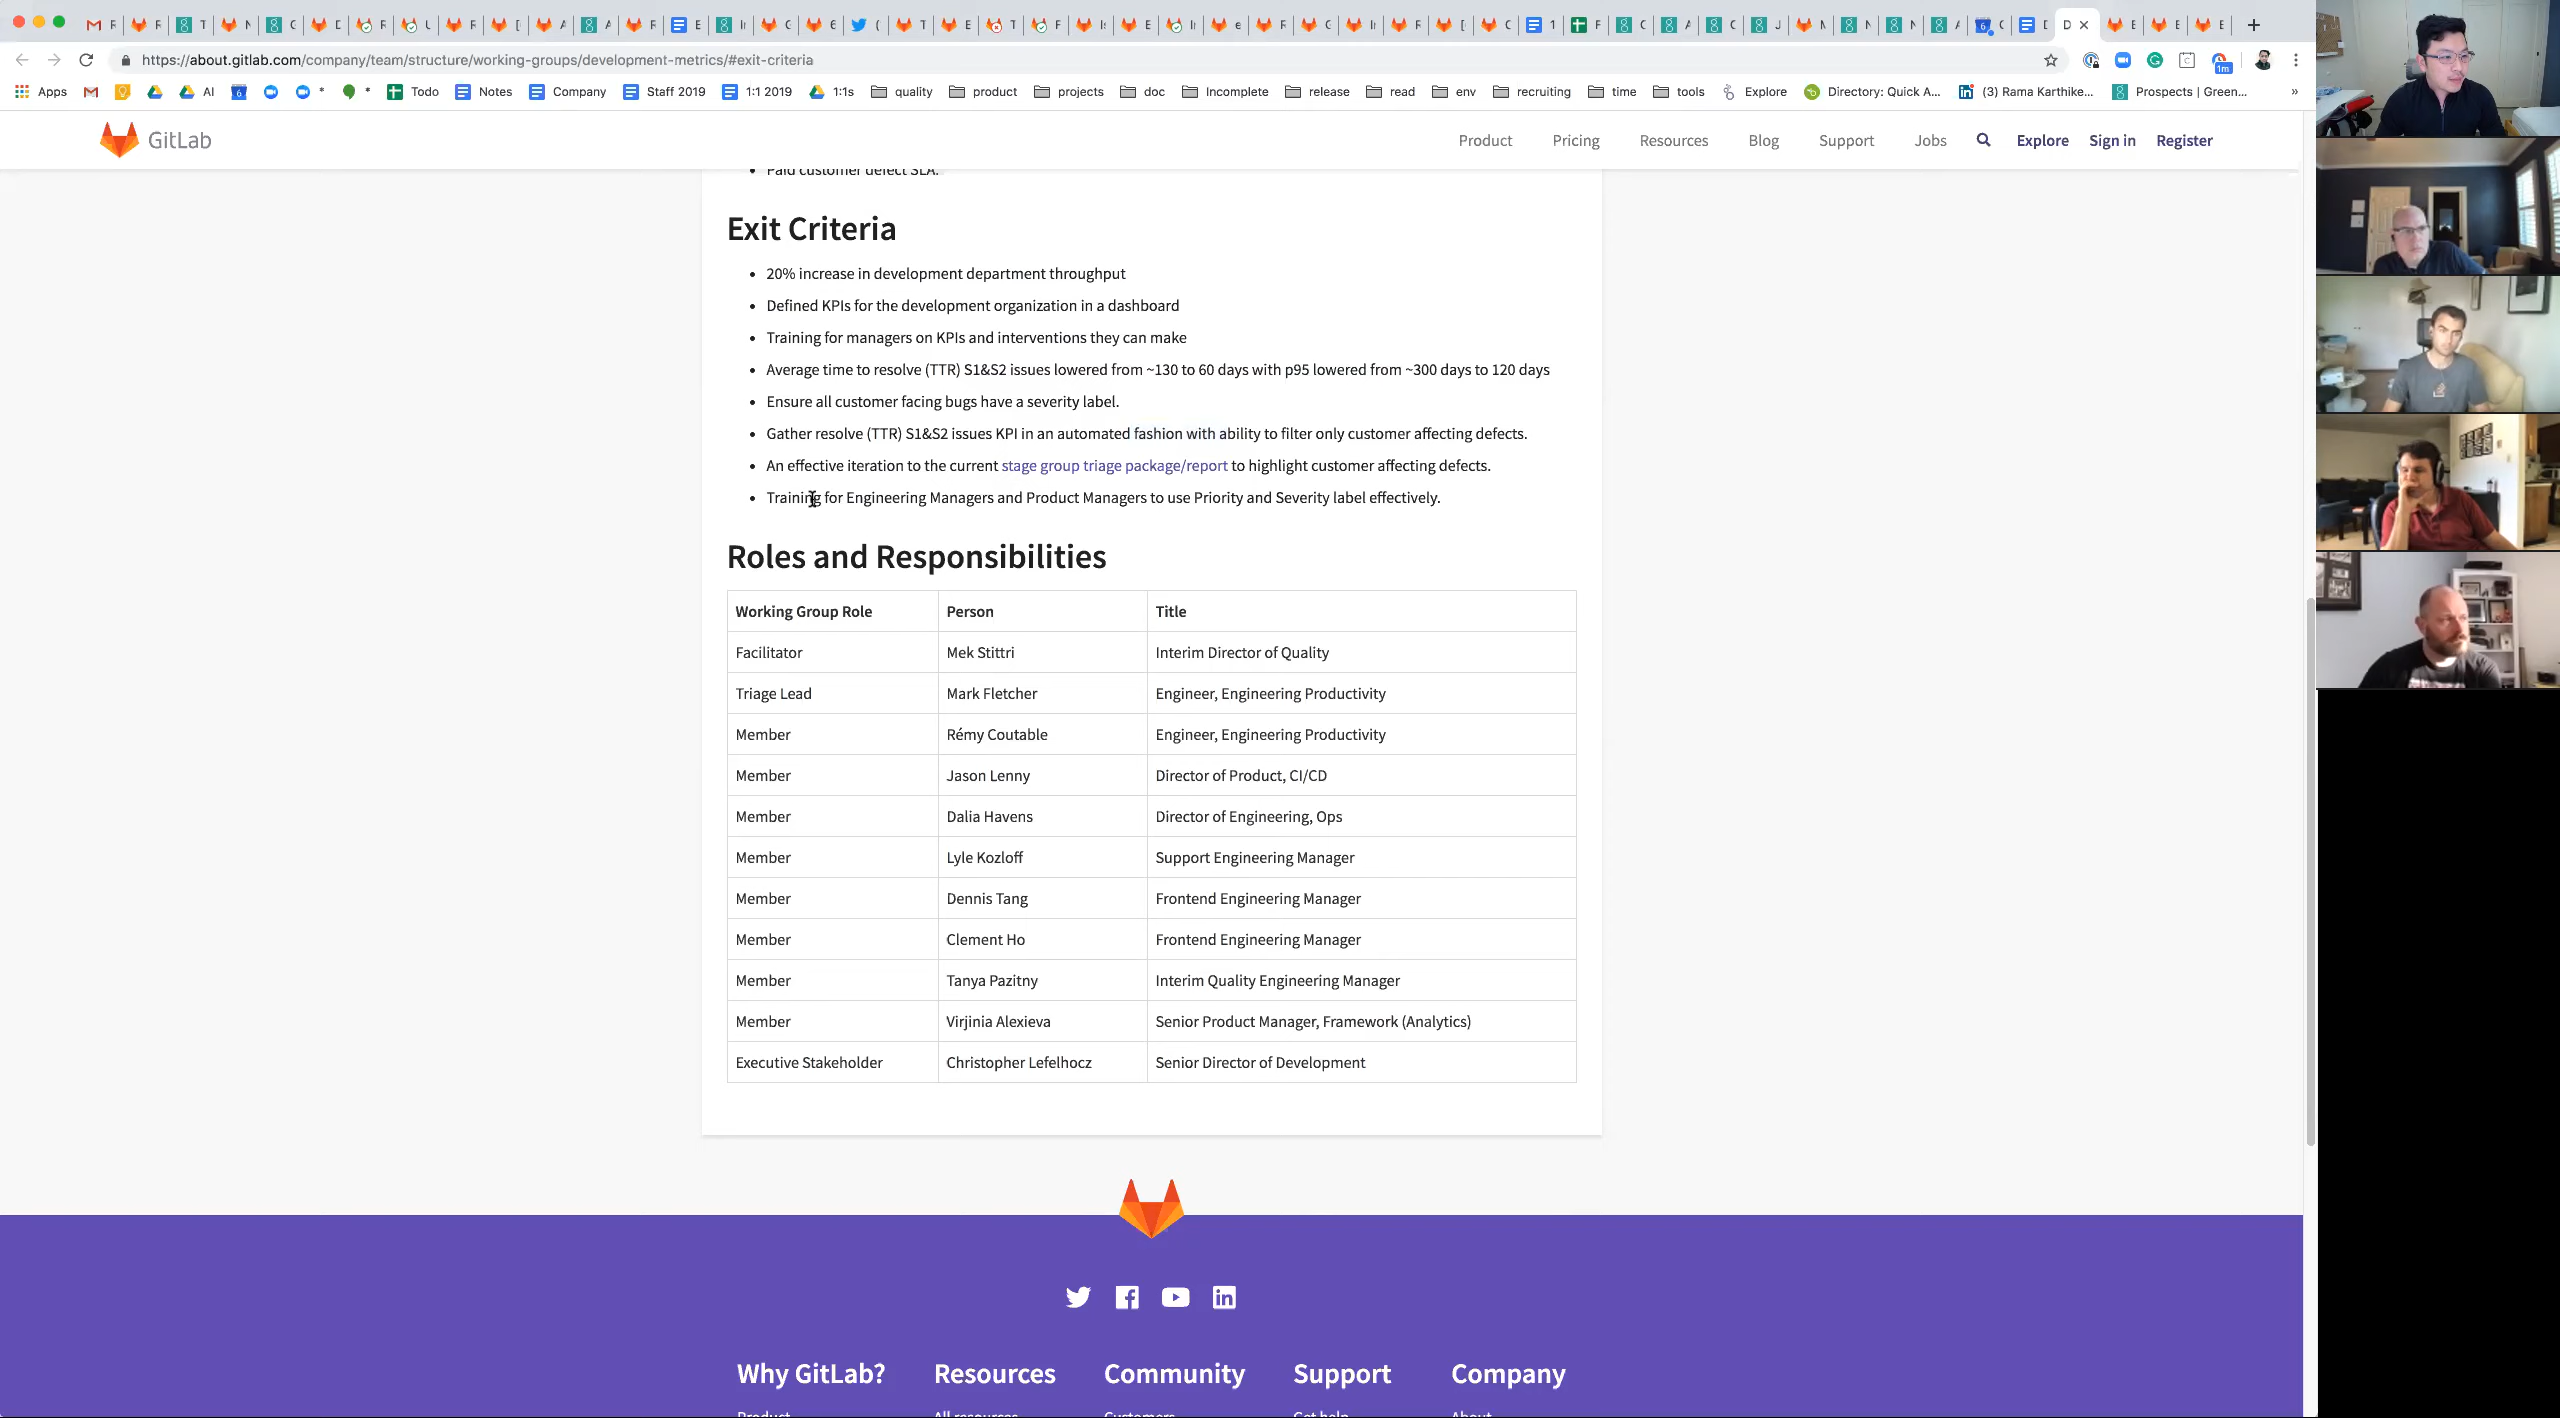 https://about.gitlab.com/company/team/structure/working-groups/development-metrics/#exit-criteria
Apps
AI
*
*
Todo
Notes
Company
Staff 2019
1:1 2019
1:1s
quality
product
projects
doc
Incomplete
release
read
env
recruiting
time
tools
Explore
Directory: Quick A...
(3) Rama Karthike...
Prospects | Green...
»
GitLab
Product
Pricing
Resources
Blog
Support
Jobs
Explore
Sign in
Register
Paid customer defect SLA.
Exit Criteria
• 20% increase in development department throughput
• Defined KPIs for the development organization in a dashboard
• Training for managers on KPIs and interventions they can make
• Average time to resolve (TTR) S1&S2 issues lowered from ~130 to 60 days with p95 lowered from ~300 days to 120 days
• Ensure all customer facing bugs have a severity label.
• Gather resolve (TTR) S1&S2 issues KPI in an automated fashion with ability to filter only customer affecting defects.
• An effective iteration to the current stage group triage package/report to highlight customer affecting defects.
• Training for Engineering Managers and Product Managers to use Priority and Severity label effectively.
Roles and Responsibilities
Working Group Role Person Title
Facilitator Mek Stittri Interim Director of Quality
Triage Lead Mark Fletcher Engineer, Engineering Productivity
Member Rémy Coutable Engineer, Engineering Productivity
Member Jason Lenny Director of Product, CI/CD
Member Dalia Havens Director of Engineering, Ops
Member Lyle Kozloff Support Engineering Manager
Member Dennis Tang Frontend Engineering Manager
Member Clement Ho Frontend Engineering Manager
Member Tanya Pazitny Interim Quality Engineering Manager
Member Virjinia Alexieva Senior Product Manager, Framework (Analytics)
Executive Stakeholder Christopher Lefelhocz Senior Director of Development
Why GitLab?
Resources
Community
Support
Company
Product
All resources
Customers
Get help
About